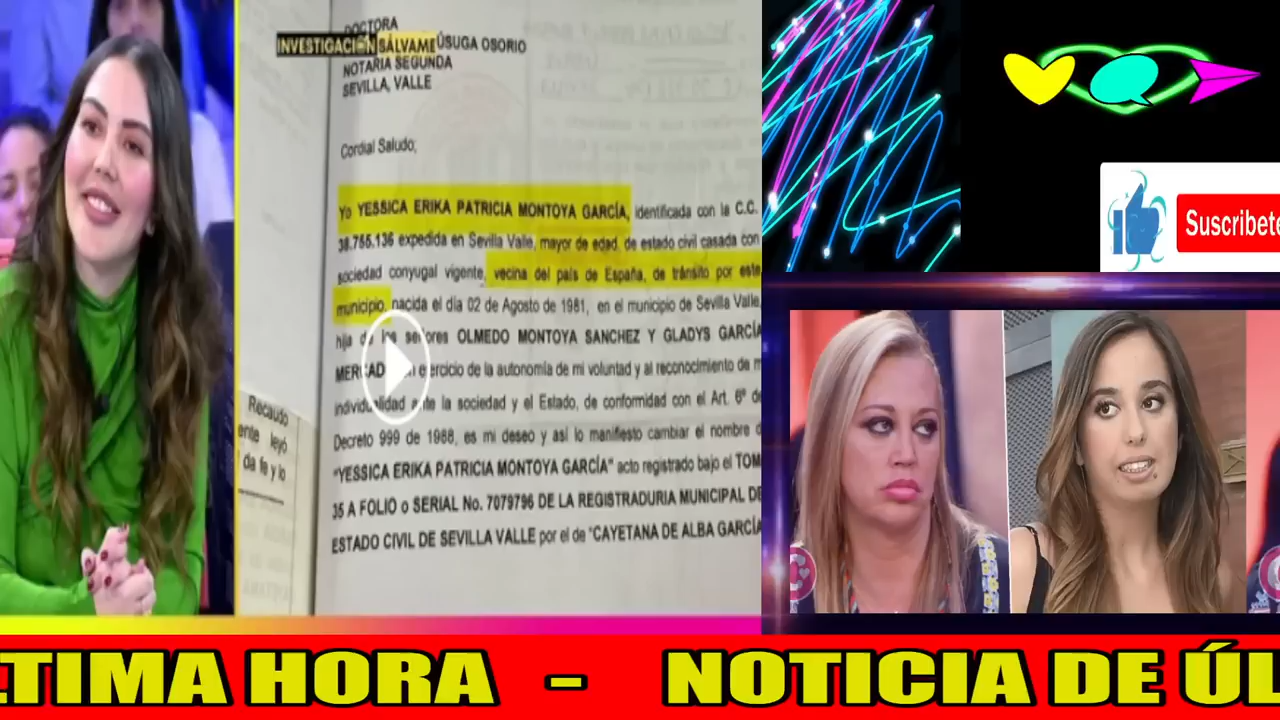 DOCTORA
INVESTIGACIÓN SÁLVAME ÚSUGA OSORIO
NOTARIA SEGUNDA
SEVILLA, VALLE
Cordial Saludo,
Yo YESSICA ERIKA PATRICIA MONTOYA GARCÍA, identificada con la C.C.
38.755.136 expedida en Sevilla Valle, mayor de edad, de estado civil casada con
sociedad conyugal vigente, vecina del país de España, de tránsito por este
municipio, nacida el día 02 de Agosto de 1981, en el municipio de Sevilla Valle,
hija de los señores OLMEDO MONTOYA SANCHEZ Y GLADYS GARCÍA
MERCAD ejercicio de la autonomía de mi voluntad y al reconocimiento de m
individualidad ante la sociedad y el Estado, de conformidad con el Art. 6º de
Decreto 999 de 1988, es mi deseo y así lo manifiesto cambiar el nombre d
"YESSICA ERIKA PATRICIA MONTOYA GARCÍA" acto registrado bajo el TOM
35 A FOLIO o SERIAL No. 7079796 DE LA REGISTRADURIA MUNICIPAL DE
ESTADO CIVIL DE SEVILLA VALLE por el de "CAYETANA DE ALBA GARCÍA
Recaudo
ente leyó
da fe y lo
Suscribete
LTIMA HORA - NOTICIA DE ÚL